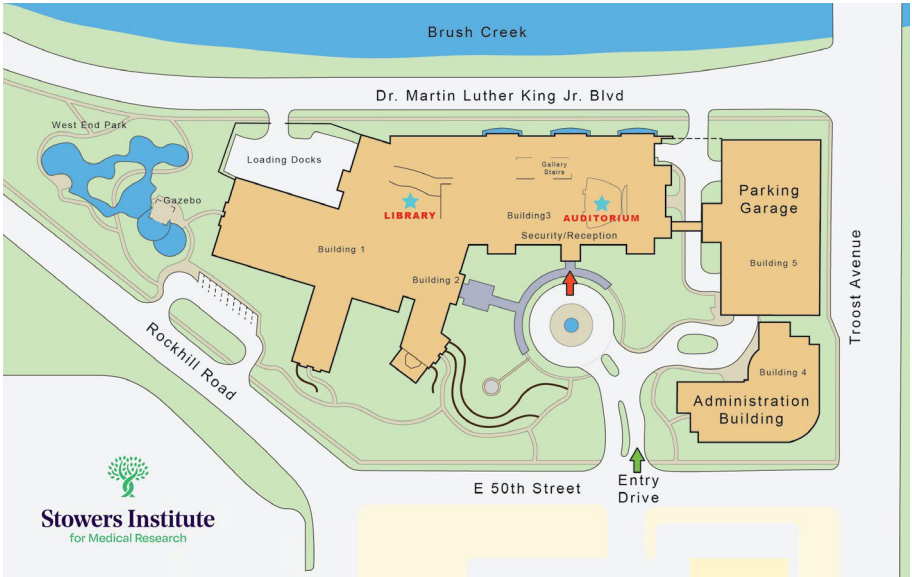 Brush Creek
Dr. Martin Luther King Jr. Blvd
West End Park
Loading Docks
Gallery
Stairs
Gazebo
LIBRARY
Building3
AUDITORIUM
Security/Reception
Parking
Garage
Building 1
Building 2
Building 5
Troost Avenue
Rockhill Road
Building 4
Administration
Building
E 50th Street
Entry
Drive
Stowers Institute
for Medical Research